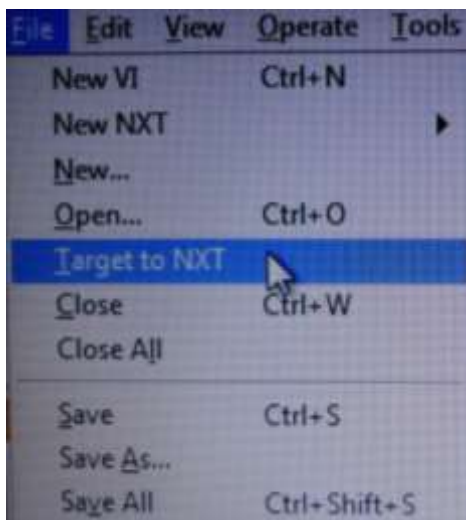 File Edit View Operate Tools
New VI Ctrl+N
New NXT
New...
Open... Ctrl+O
Target to NXT
Close Ctrl+W
Close All
Save Ctrl+S
Save As...
Save All Ctrl+Shift+S